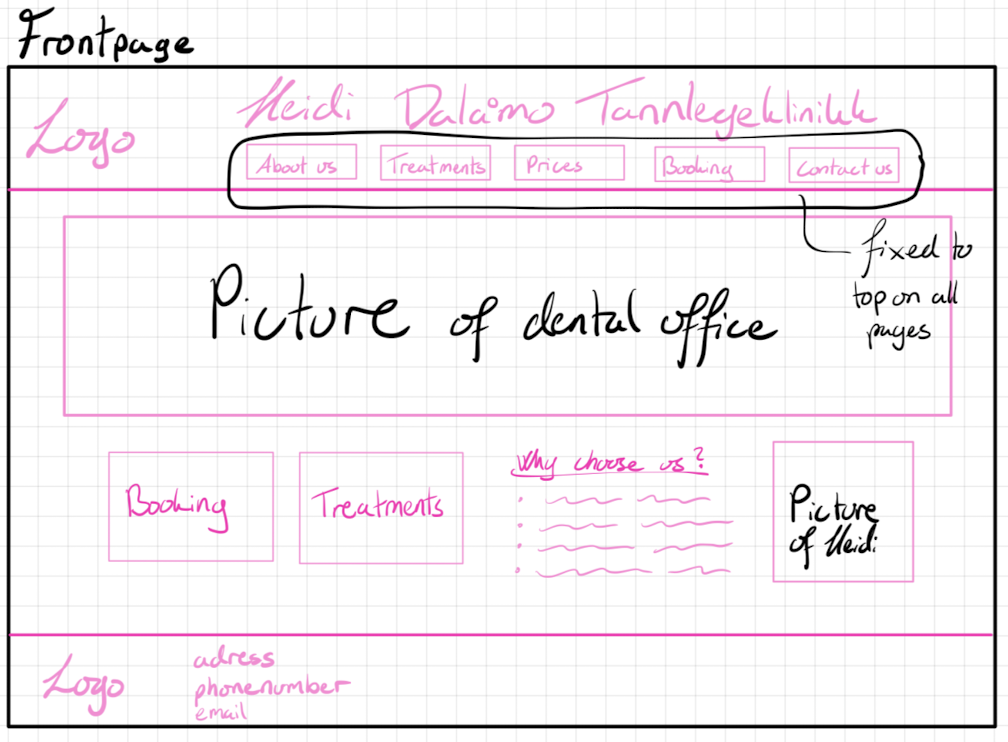 Frontpage
Logo
Heidi Dalåmo Tannlegeklinikk
About us
Treatments
Prices
Booking
Contact us
fixed to
top on all
pages
Picture of dental office
Booking
Treatments
Why choose us?
Picture
of Heidi
Logo
adress
phonenumber
email